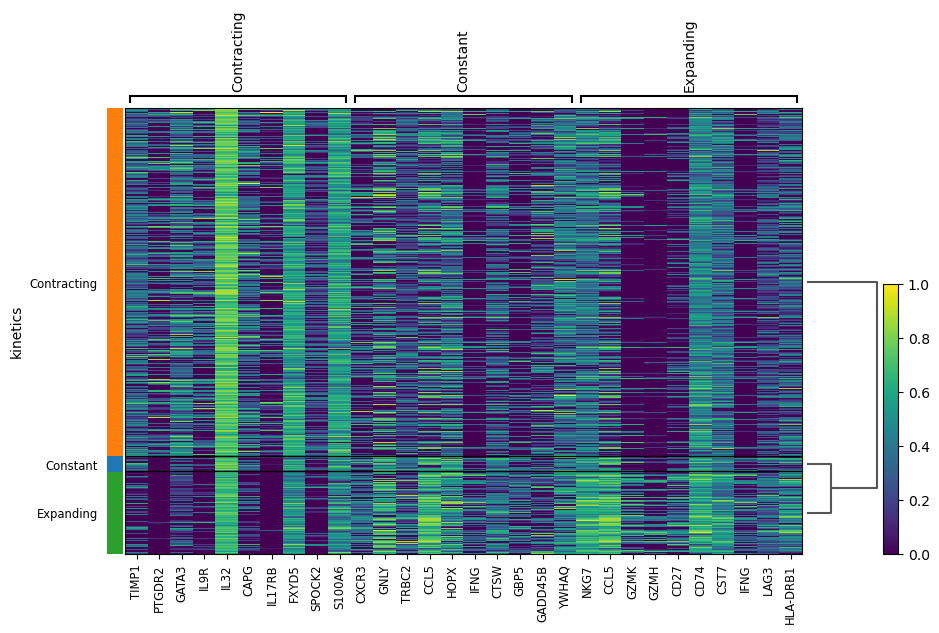 Contracting
Constant
Expanding
kinetics
Contracting
Constant
Expanding
1.0
0.8
0.6
0.4
0.2
0.0
TIMP1
PTGDR2
GATA3
IL9R
IL32
CAPG
IL17RB
FXYD5
SPOCK2
S100A6
CXCR3
GNLY
TRBC2
CCL5
HOPX
IFNG
CTSW
GBP5
GADD45B
YWHAQ
NKG7
CCL5
GZMK
GZMH
CD27
CD74
CST7
IFNG
LAG3
HLA-DRB1